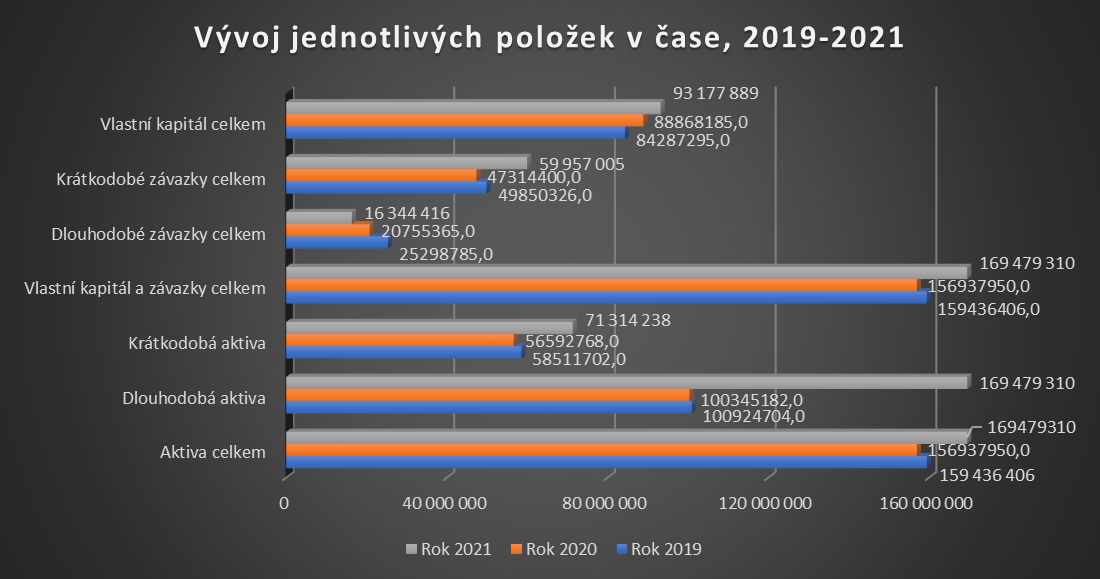 Vývoj jednotlivých položek v čase, 2019-2021
Vlastní kapitál celkem
93 177 889
88868185,0
84287295,0
Krátkodobé závazky celkem
59 957 005
47314400,0
49850326,0
Dlouhodobé závazky celkem
16 344 416
20755365,0
25298785,0
Vlastní kapitál a závazky celkem
169 479 310
156937950,0
159436406,0
Krátkodobá aktiva
71 314 238
56592768,0
58511702,0
Dlouhodobá aktiva
169 479 310
100345182,0
100924704,0
Aktiva celkem
169479310
156937950,0
159 436 406
0 40 000 000 80 000 000 120 000 000 160 000 000
Rok 2021 Rok 2020 Rok 2019